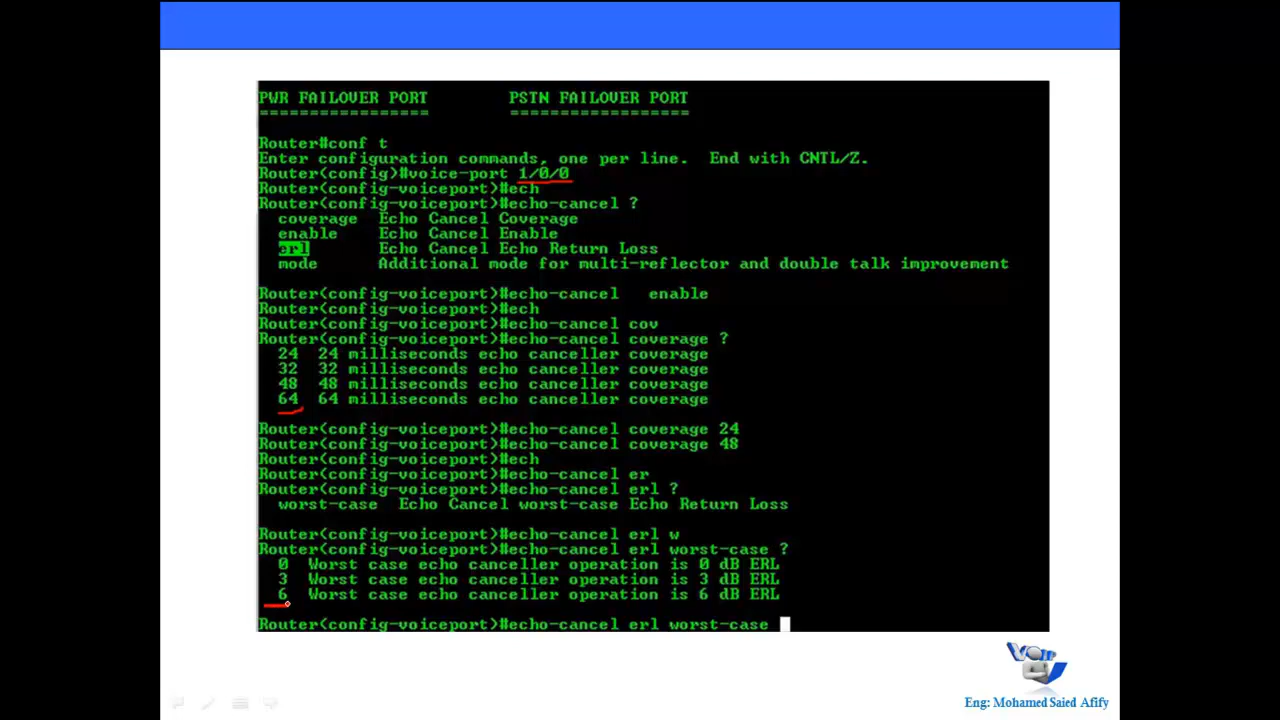 PWR FAILOVER PORT        PSTN FAILOVER PORT
=================        ==================
Router#conf t
Enter configuration commands, one per line.  End with CNTL/Z.
Router(config)#voice-port 1/0/0
Router(config-voiceport)#ech
Router(config-voiceport)#echo-cancel ?
  coverage  Echo Cancel Coverage
  enable    Echo Cancel Enable
  erl       Echo Cancel Echo Return Loss
  mode      Additional mode for multi-reflector and double talk improvement
Router(config-voiceport)#echo-cancel   enable
Router(config-voiceport)#ech
Router(config-voiceport)#echo-cancel cov
Router(config-voiceport)#echo-cancel coverage ?
  24  24 milliseconds echo canceller coverage
  32  32 milliseconds echo canceller coverage
  48  48 milliseconds echo canceller coverage
  64  64 milliseconds echo canceller coverage
Router(config-voiceport)#echo-cancel coverage 24
Router(config-voiceport)#echo-cancel coverage 48
Router(config-voiceport)#ech
Router(config-voiceport)#echo-cancel er
Router(config-voiceport)#echo-cancel erl ?
  worst-case  Echo Cancel worst-case Echo Return Loss
Router(config-voiceport)#echo-cancel erl w
Router(config-voiceport)#echo-cancel erl worst-case ?
  0  Worst case echo canceller operation is 0 dB ERL
  3  Worst case echo canceller operation is 3 dB ERL
  6  Worst case echo canceller operation is 6 dB ERL
Router(config-voiceport)#echo-cancel erl worst-case
VoIP
Eng: Mohamed Saied Afify